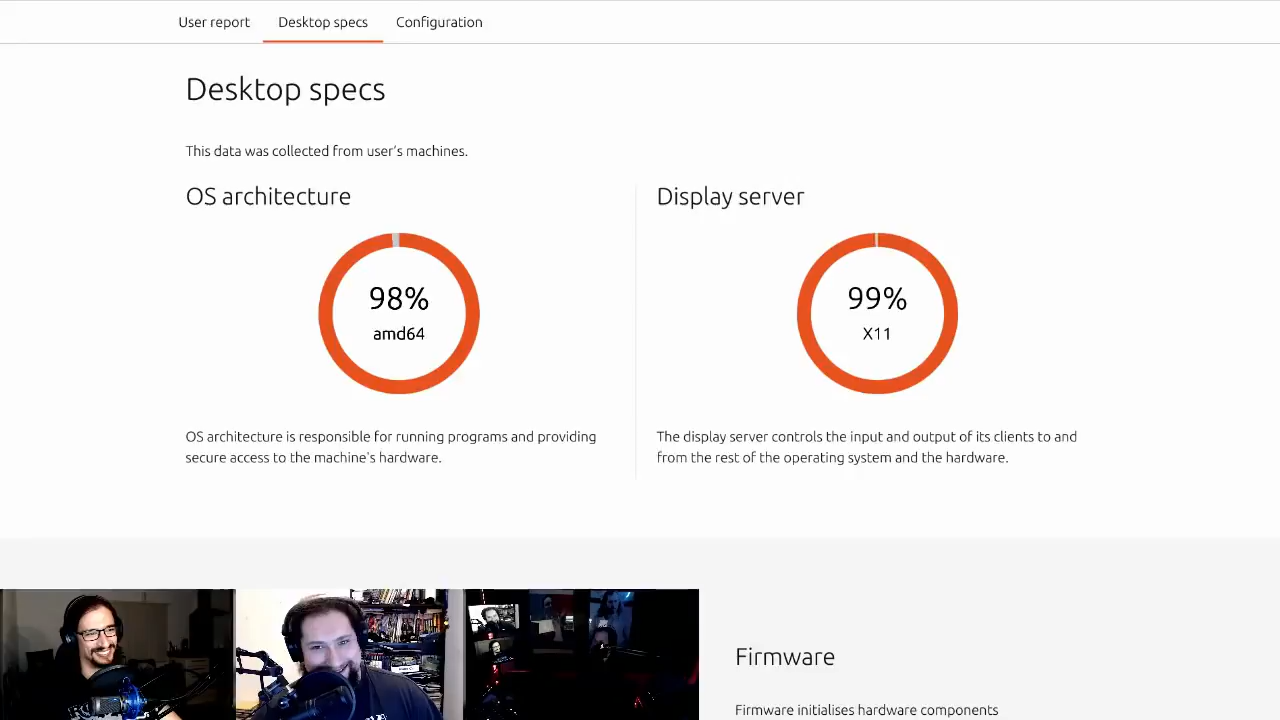 User report
Desktop specs
Configuration
Desktop specs
This data was collected from user’s machines.
OS architecture
98%
amd64
OS architecture is responsible for running programs and providing
secure access to the machine's hardware.
Display server
99%
X11
The display server controls the input and output of its clients to and
from the rest of the operating system and the hardware.
Firmware
Firmware initialises hardware components